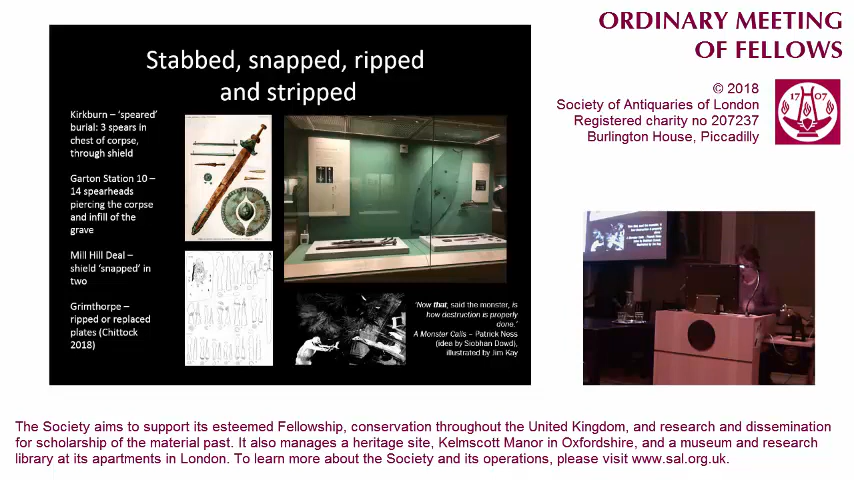 ORDINARY MEETING
OF FELLOWS
© 2018
Society of Antiquaries of London
Registered charity no 207237
Burlington House, Piccadilly
17 07
Stabbed, snapped, ripped
and stripped
Kirkburn – ‘speared’
burial: 3 spears in
chest of corpse,
through shield
Garton Station 10 –
14 spearheads
piercing the corpse
and infill of the
grave
Mill Hill Deal –
shield ‘snapped’ in
two
Grimthorpe –
ripped or replaced
plates (Chittock
2018)
‘Now that, said the monster, is
how destruction is properly
done.’
A Monster Calls – Patrick Ness
(idea by Siobhan Dowd),
illustrated by Jim Kay
The Society aims to support its esteemed Fellowship, conservation throughout the United Kingdom, and research and dissemination
for scholarship of the material past. It also manages a heritage site, Kelmscott Manor in Oxfordshire, and a museum and research
library at its apartments in London. To learn more about the Society and its operations, please visit www.sal.org.uk.